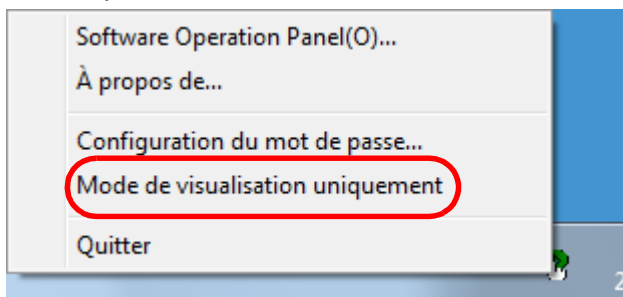 Software Operation Panel(O)...
À propos de...
Configuration du mot de passe...
Mode de visualisation uniquement
Quitter